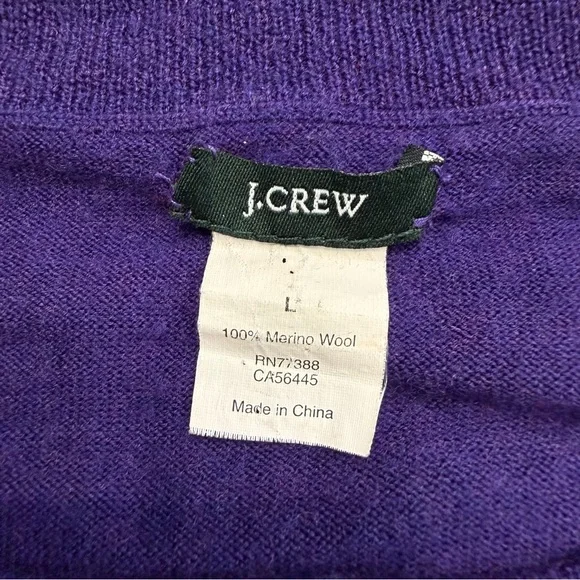 J.CREW
L
100% Merino Wool
RN77388
CA56445
Made in China